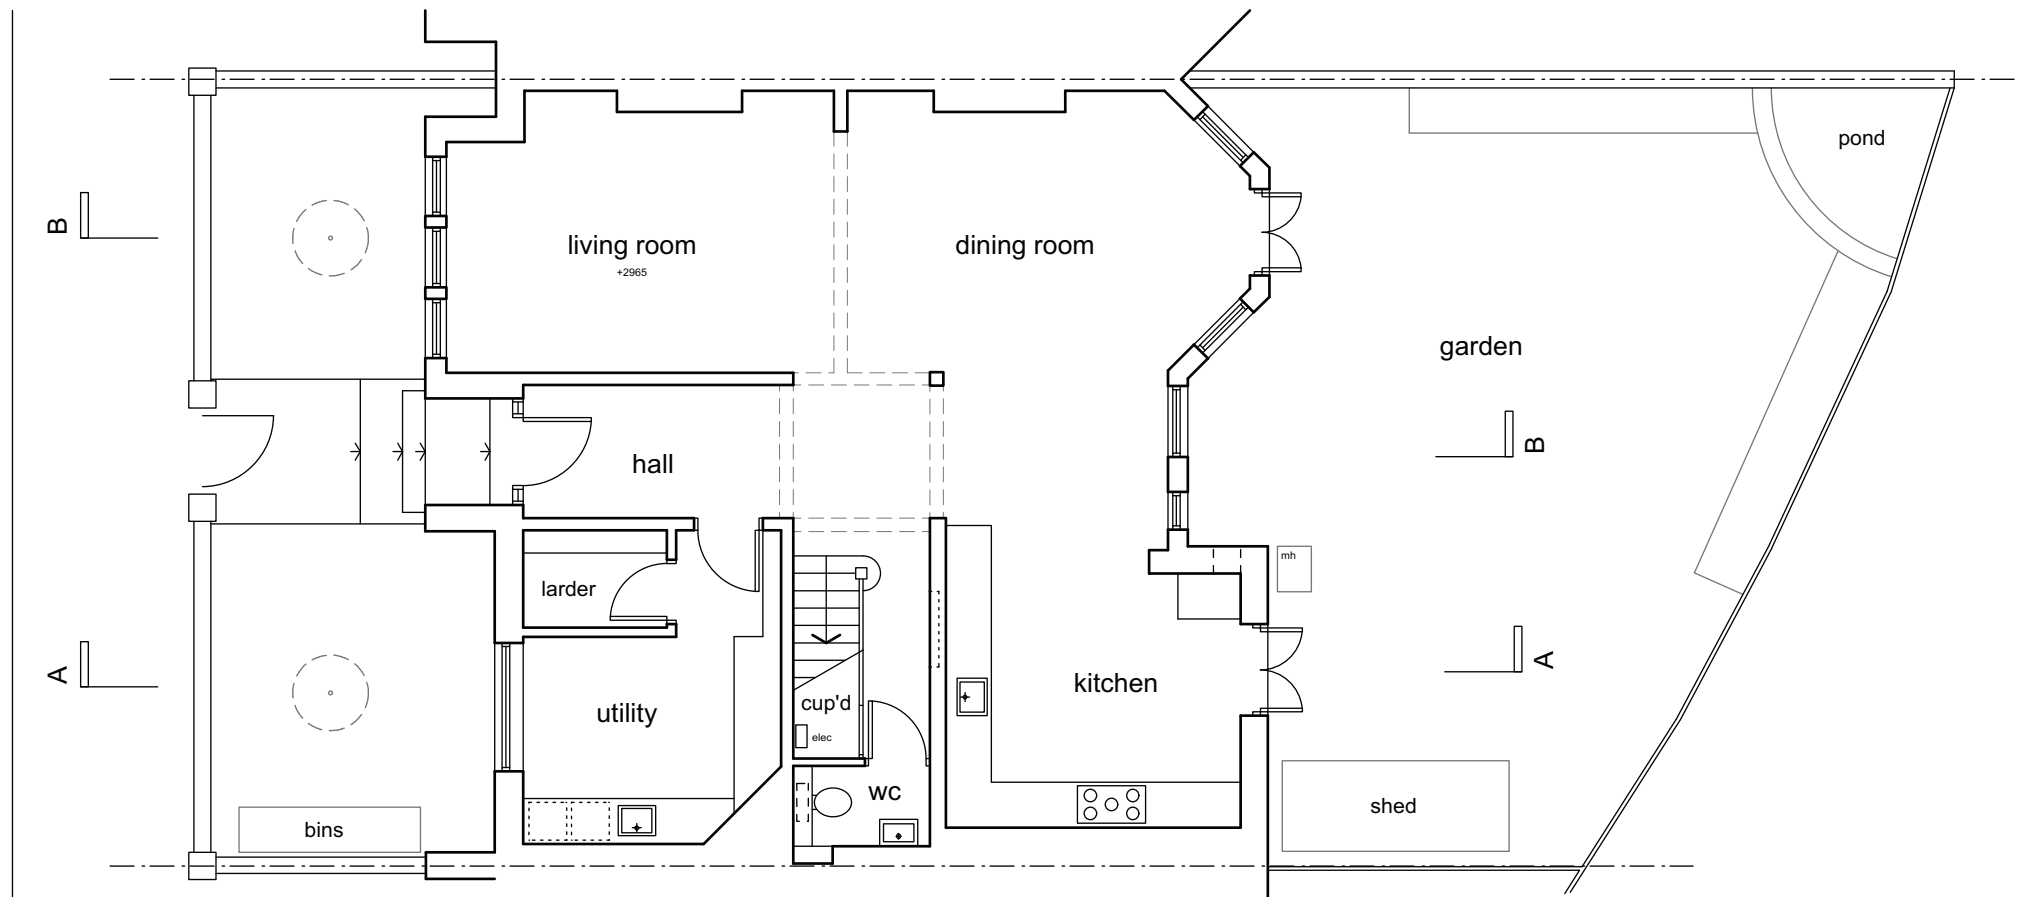 pond
B
living room
dining room
+2965
garden
B
hall
mh
larder
A
A
kitchen
cup'd
utility
elec
wc
bins
shed